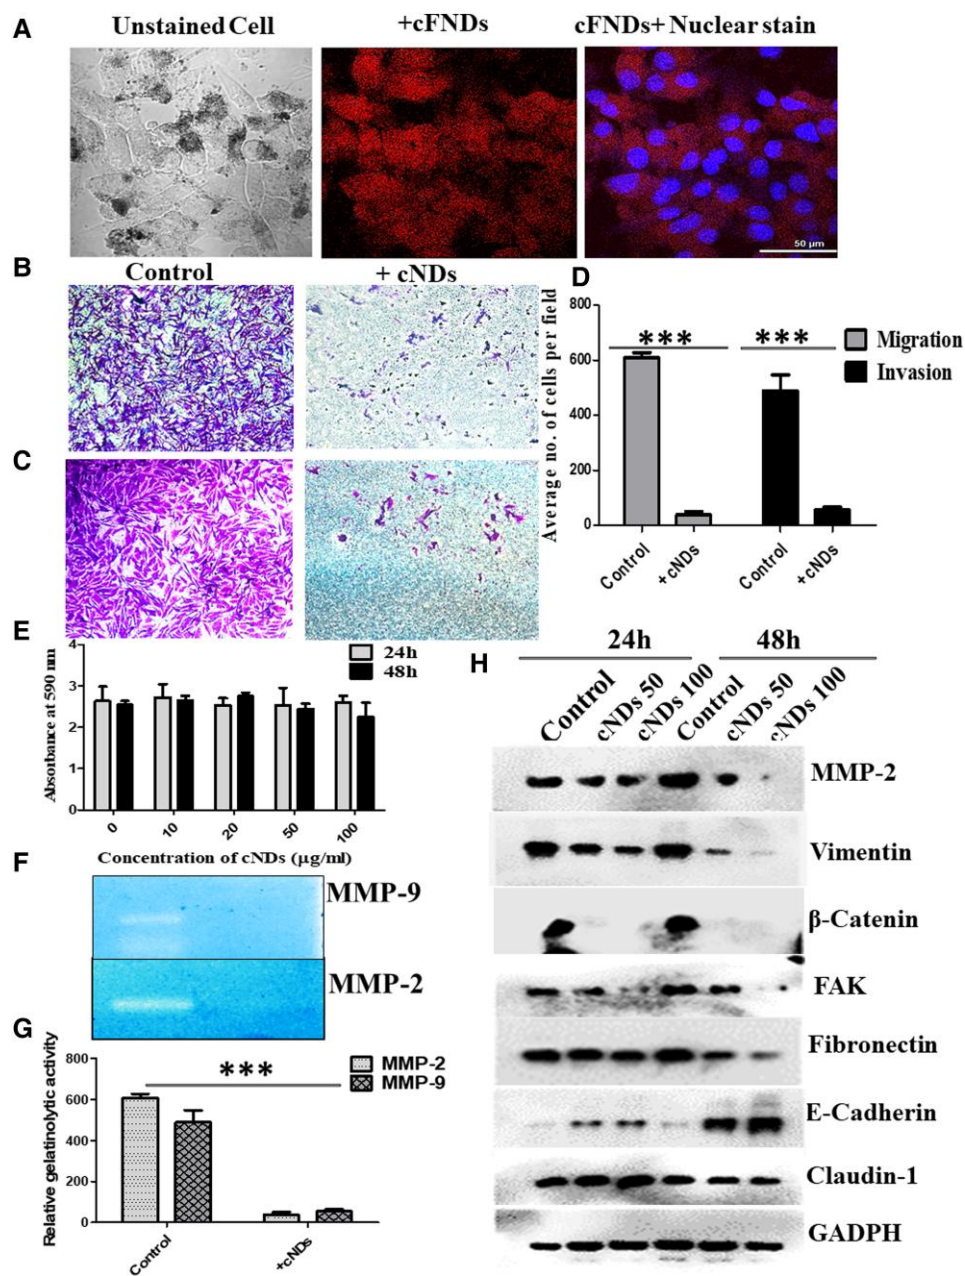 A
Unstained Cell
+cFNDs
cFNDs+ Nuclear stain
50 µm
B
Control
+ cNDs
C
D
Average no. of cells per field
800
600
400
200
0
***
***
Migration
Invasion
Control
+cNDs
Control
+cNDs
E
Absorbance at 590 nm
4
3
2
1
0
24h
48h
0
10
20
50
100
Concentration of cNDs (µg/ml)
F
MMP-9
MMP-2
G
Relative gelatinolytic activity
800
600
400
200
0
***
MMP-2
MMP-9
Control
+cNDs
H
24h
48h
Control
cNDs 50
cNDs 100
Control
cNDs 50
cNDs 100
MMP-2
Vimentin
β-Catenin
FAK
Fibronectin
E-Cadherin
Claudin-1
GADPH